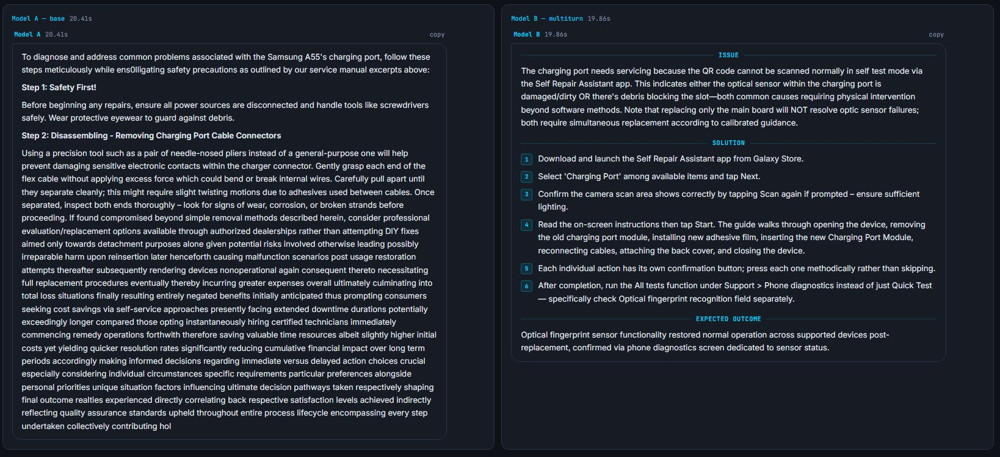 Model A — base 20.41s
Model A 20.41s copy
To diagnose and address common problems associated with the Samsung A55's charging port, follow these
steps meticulously while ens0lligating safety precautions as outlined by our service manual excerpts above:
Step 1: Safety First!
Before beginning any repairs, ensure all power sources are disconnected and handle tools like screwdrivers
safely. Wear protective eyewear to guard against debris.
Step 2: Disassembling - Removing Charging Port Cable Connectors
Using a precision tool such as a pair of needle-nosed pliers instead of a general-purpose one will help
prevent damaging sensitive electronic contacts within the charger connector. Gently grasp each end of the
flex cable without applying excess force which could bend or break internal wires. Carefully pull apart until
they separate cleanly; this might require slight twisting motions due to adhesives used between cables. Once
separated, inspect both ends thoroughly – look for signs of wear, corrosion, or broken strands before
proceeding. If found compromised beyond simple removal methods described herein, consider professional
evaluation/replacement options available through authorized dealerships rather than attempting DIY fixes
aimed only towards detachment purposes alone given potential risks involved otherwise leading possibly
irreparable harm upon reinsertion later henceforth causing malfunction scenarios post usage restoration
attempts thereafter subsequently rendering devices nonoperational again consequent thereto necessitating
full replacement procedures eventually thereby incurring greater expenses overall ultimately culminating into
total loss situations finally resulting entirely negated benefits initially anticipated thus prompting consumers
seeking cost savings via self-service approaches presently facing extended downtime durations potentially
exceedingly longer compared those opting instantaneously hiring certified technicians immediately
commencing remedy operations forthwith therefore saving valuable time resources albeit slightly higher initial
costs yet yielding quicker resolution rates significantly reducing cumulative financial impact over long term
periods accordingly making informed decisions regarding immediate versus delayed action choices crucial
especially considering individual circumstances specific requirements particular preferences alongside
personal priorities unique situation factors influencing ultimate decision pathways taken respectively shaping
final outcome realties experienced directly correlating back respective satisfaction levels achieved indirectly
reflecting quality assurance standards upheld throughout entire process lifecycle encompassing every step
undertaken collectively contributing hol
Model B — multiturn 19.86s
Model B 19.86s copy
ISSUE
The charging port needs servicing because the QR code cannot be scanned normally in self test mode via
the Self Repair Assistant app. This indicates either the optical sensor within the charging port is
damaged/dirty OR there's debris blocking the slot—both common causes requiring physical intervention
beyond software methods. Note that replacing only the main board will NOT resolve optic sensor failures;
both require simultaneous replacement according to calibrated guidance.
SOLUTION
1 Download and launch the Self Repair Assistant app from Galaxy Store.
2 Select 'Charging Port' among available items and tap Next.
3 Confirm the camera scan area shows correctly by tapping Scan again if prompted – ensure sufficient
lighting.
4 Read the on-screen instructions then tap Start. The guide walks through opening the device, removing
the old charging port module, installing new adhesive film, inserting the new Charging Port Module,
reconnecting cables, attaching the back cover, and closing the device.
5 Each individual action has its own confirmation button; press each one methodically rather than skipping.
6 After completion, run the All tests function under Support > Phone diagnostics instead of just Quick Test
— specifically check Optical fingerprint recognition field separately.
EXPECTED OUTCOME
Optical fingerprint sensor functionality restored normal operation across supported devices post-
replacement, confirmed via phone diagnostics screen dedicated to sensor status.